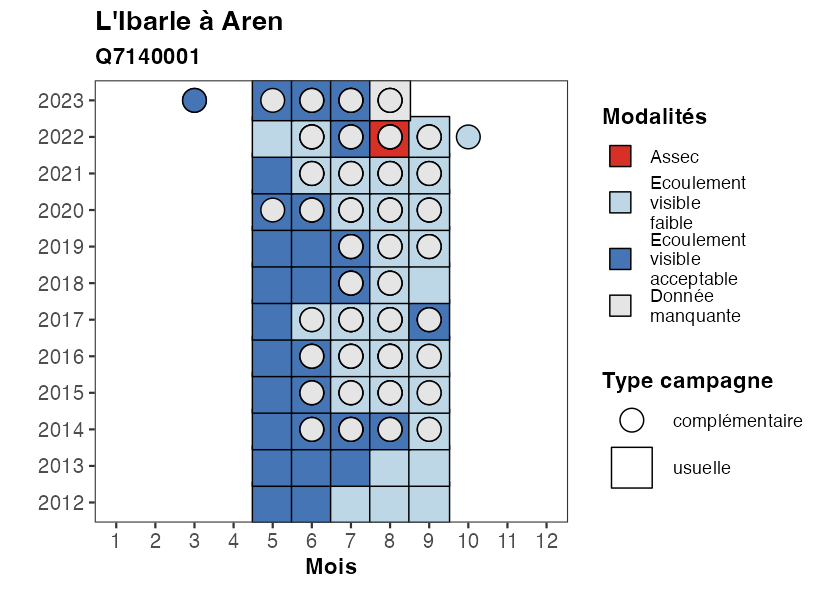 L'Ibarle à Aren
Q7140001
2023
2022
2021
2020
2019
2018
2017
2016
2015
2014
2013
2012
1 2 3 4 5 6 7 8 9 10 11 12
Mois
Modalités
Assec
Ecoulement
visible
faible
Ecoulement
visible
acceptable
Donnée
manquante
Type campagne
complémentaire
usuelle